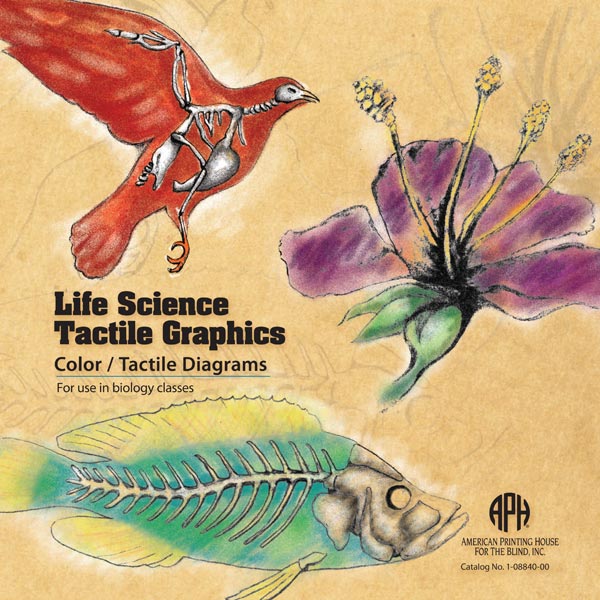 Life Science
Tactile Graphics
Color / Tactile Diagrams
For use in biology classes
APH
AMERICAN PRINTING HOUSE
FOR THE BLIND, INC.
Catalog No. 1-08840-00